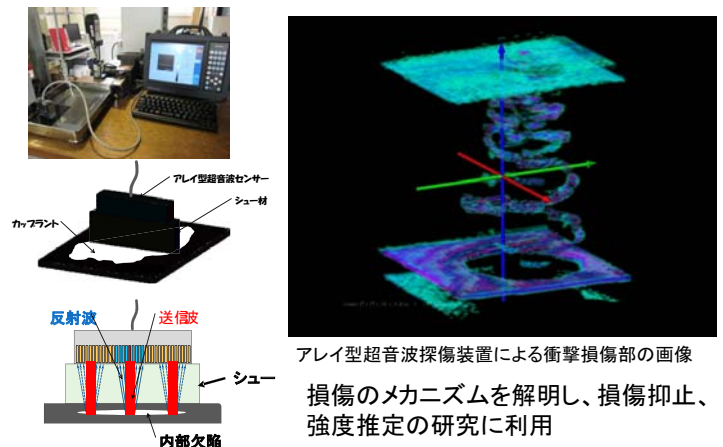 アレイ型超音波センサー
シュー材
カップラント
反射波
送信波
シュー
内部欠陥
アレイ型超音波探傷装置による衝撃損傷部の画像
損傷のメカニズムを解明し、損傷抑止、
強度推定の研究に利用